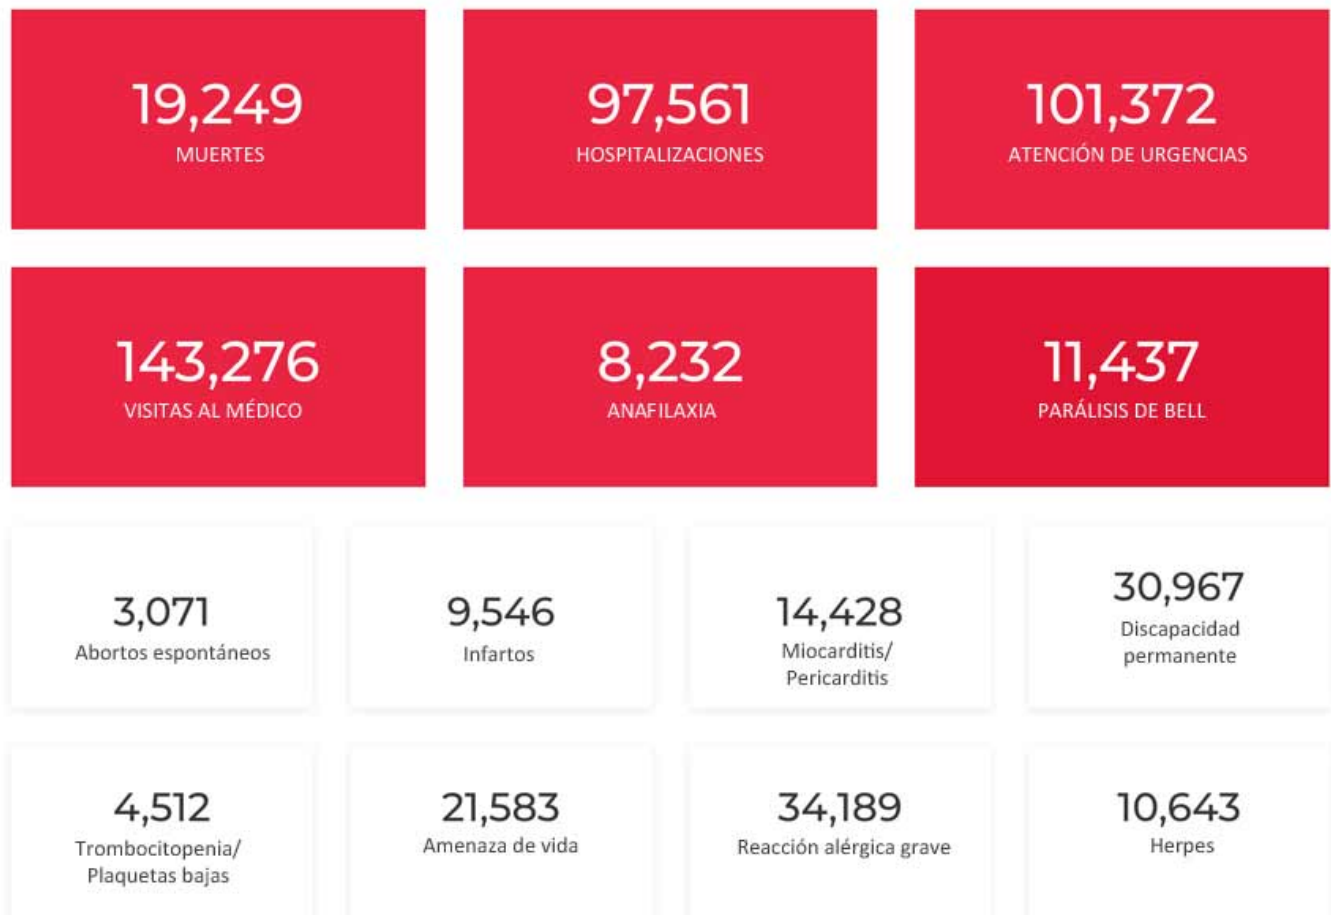 19,249
MUERTES
97,561
HOSPITALIZACIONES
101,372
ATENCIÓN DE URGENCIAS
143,276
VISITAS AL MÉDICO
8,232
ANAFILAXIA
11,437
PARÁLISIS DE BELL
3,071
Abortos espontáneos
9,546
Infartos
14,428
Miocarditis/
Pericarditis
30,967
Discapacidad
permanente
4,512
Trombocitopenia/
Plaquetas bajas
21,583
Amenaza de vida
34,189
Reacción alérgica grave
10,643
Herpes